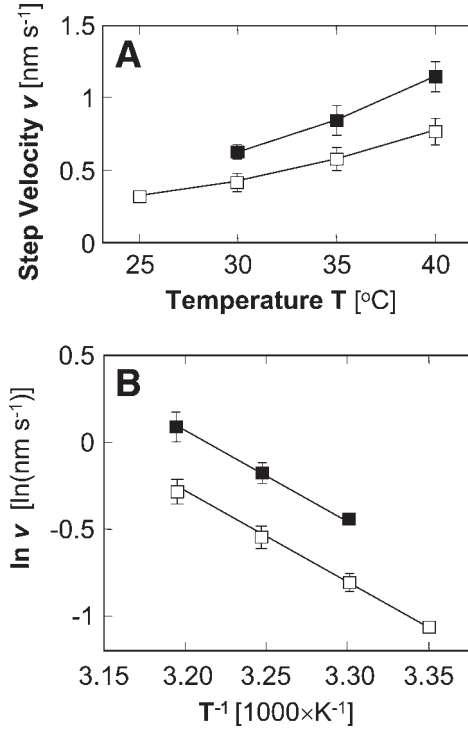 A
Step Velocity v [nm s-1]
1.5
1
0.5
0
25 30 35 40
Temperature T [oC]
B
ln v [ln(nm s-1)]
0.5
0
-0.5
-1
3.15 3.20 3.25 3.30 3.35
T-1 [1000×K-1]